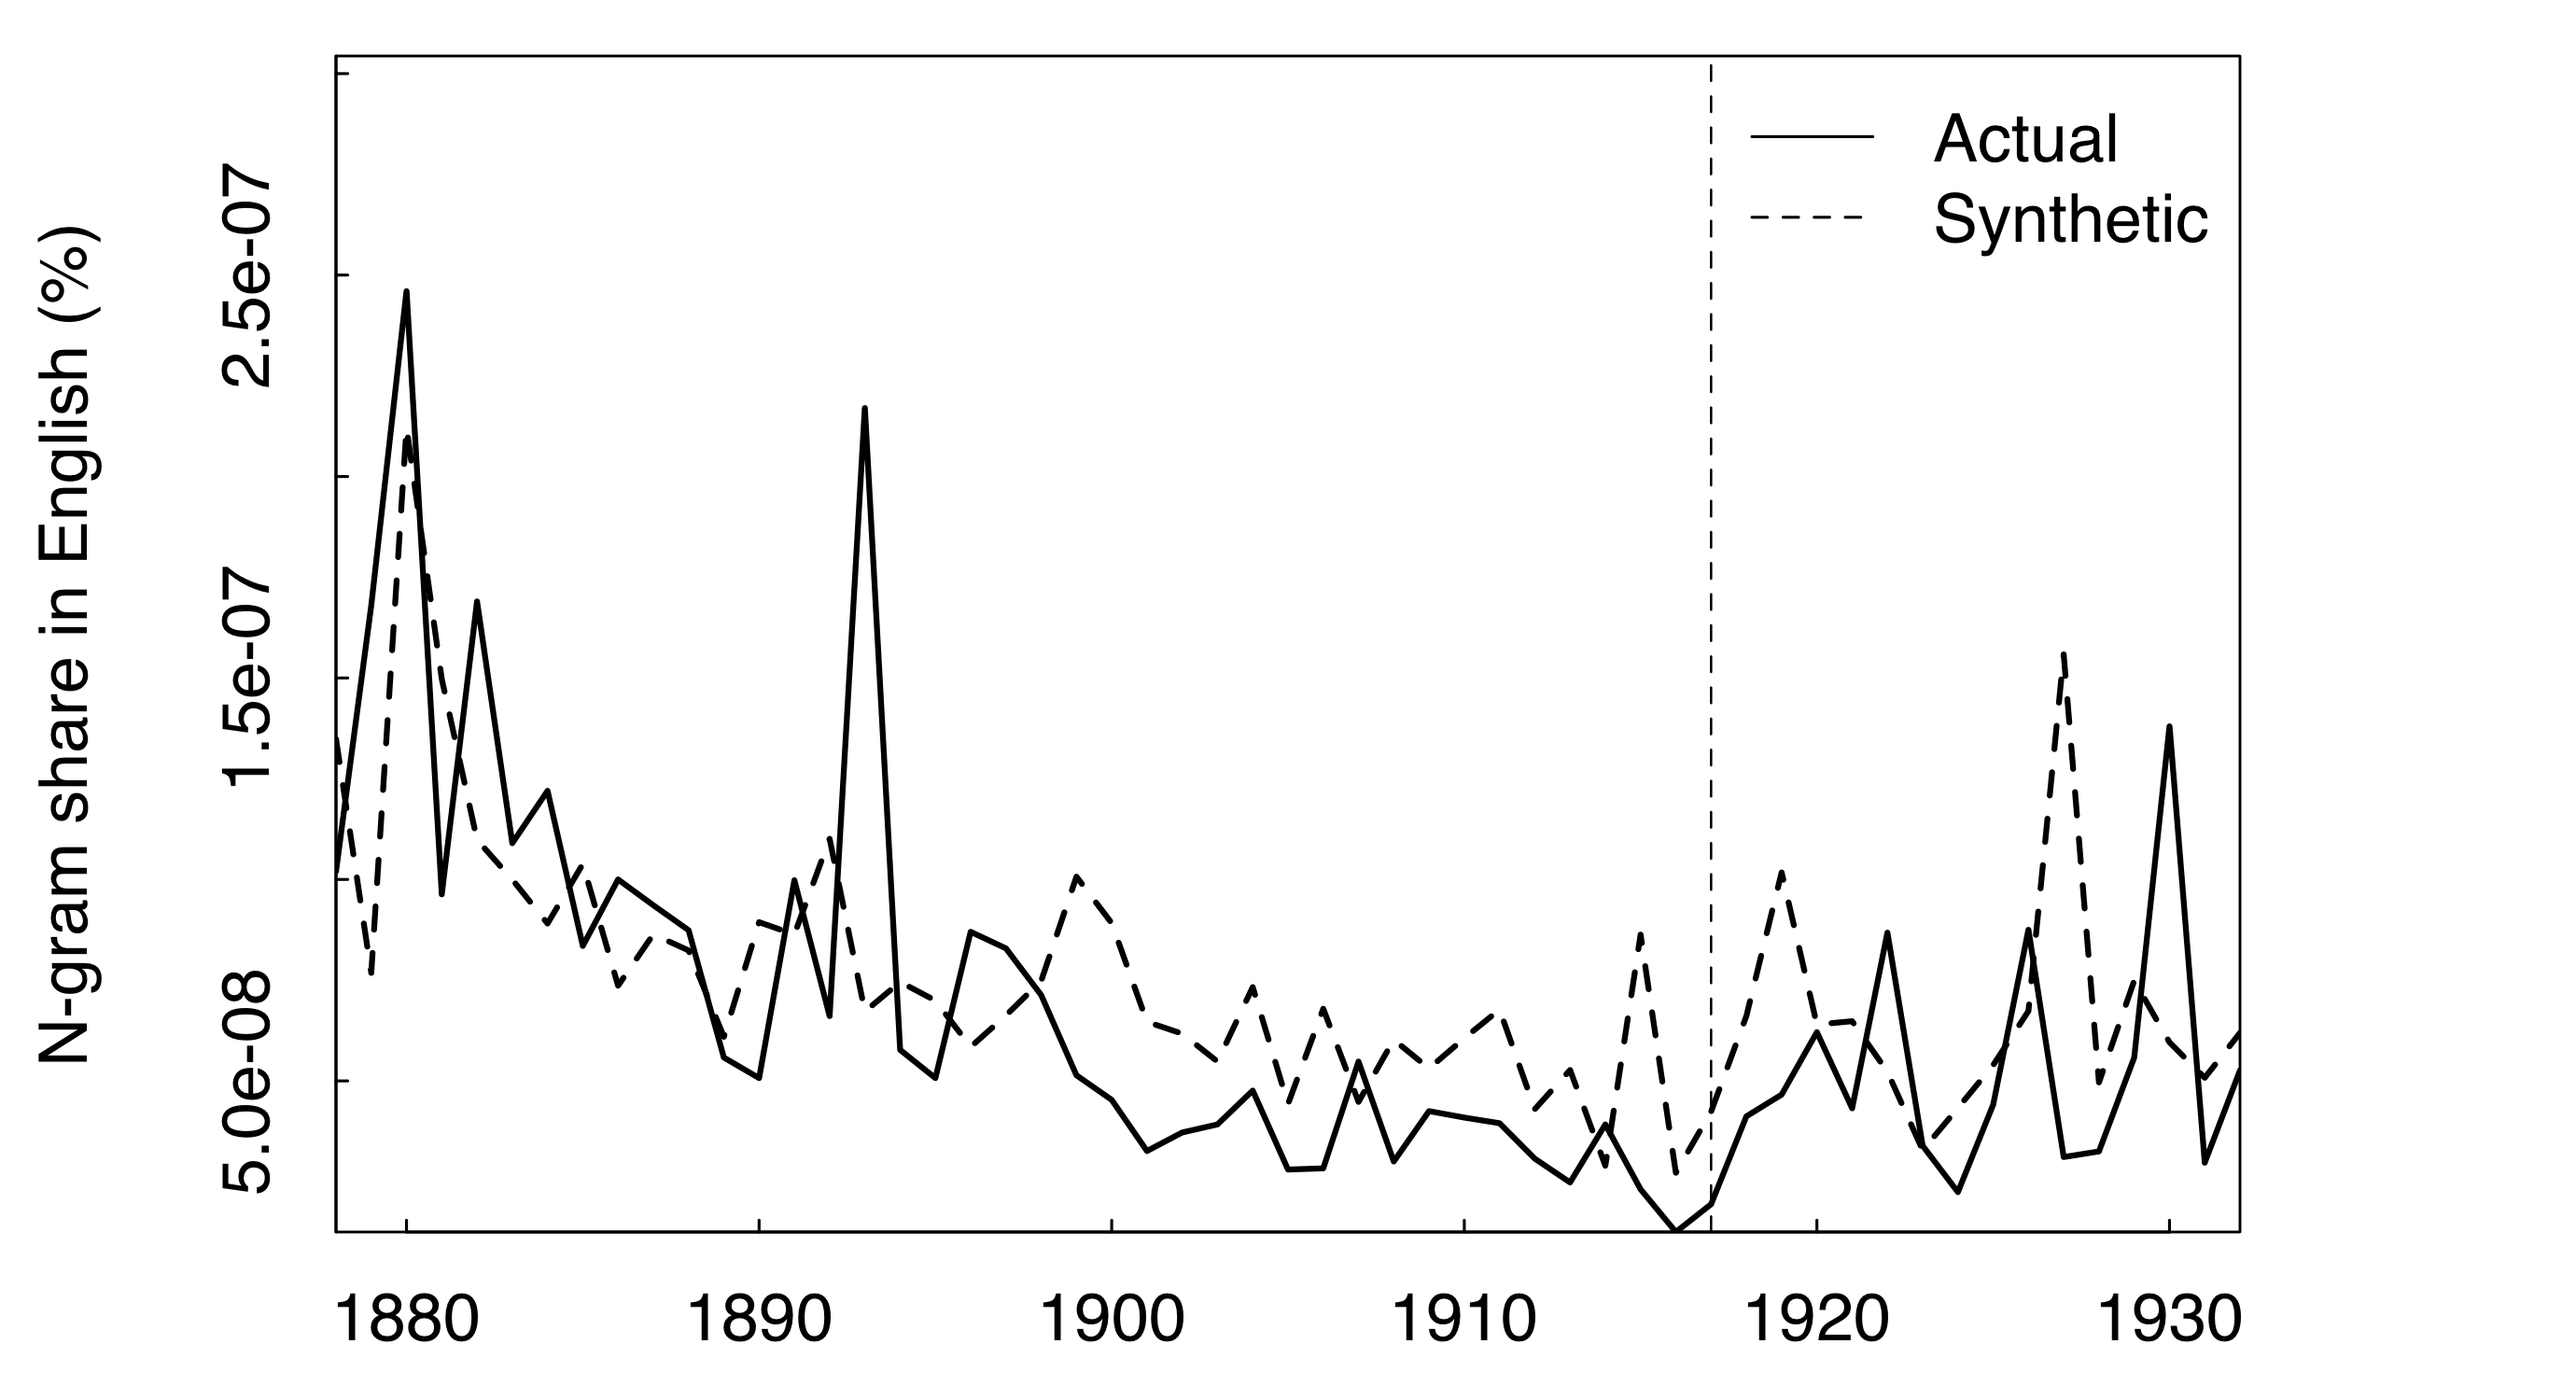 N-gram share in English (%)
2.5e-07
1.5e-07
5.0e-08
Actual
Synthetic
1880 1890 1900 1910 1920 1930